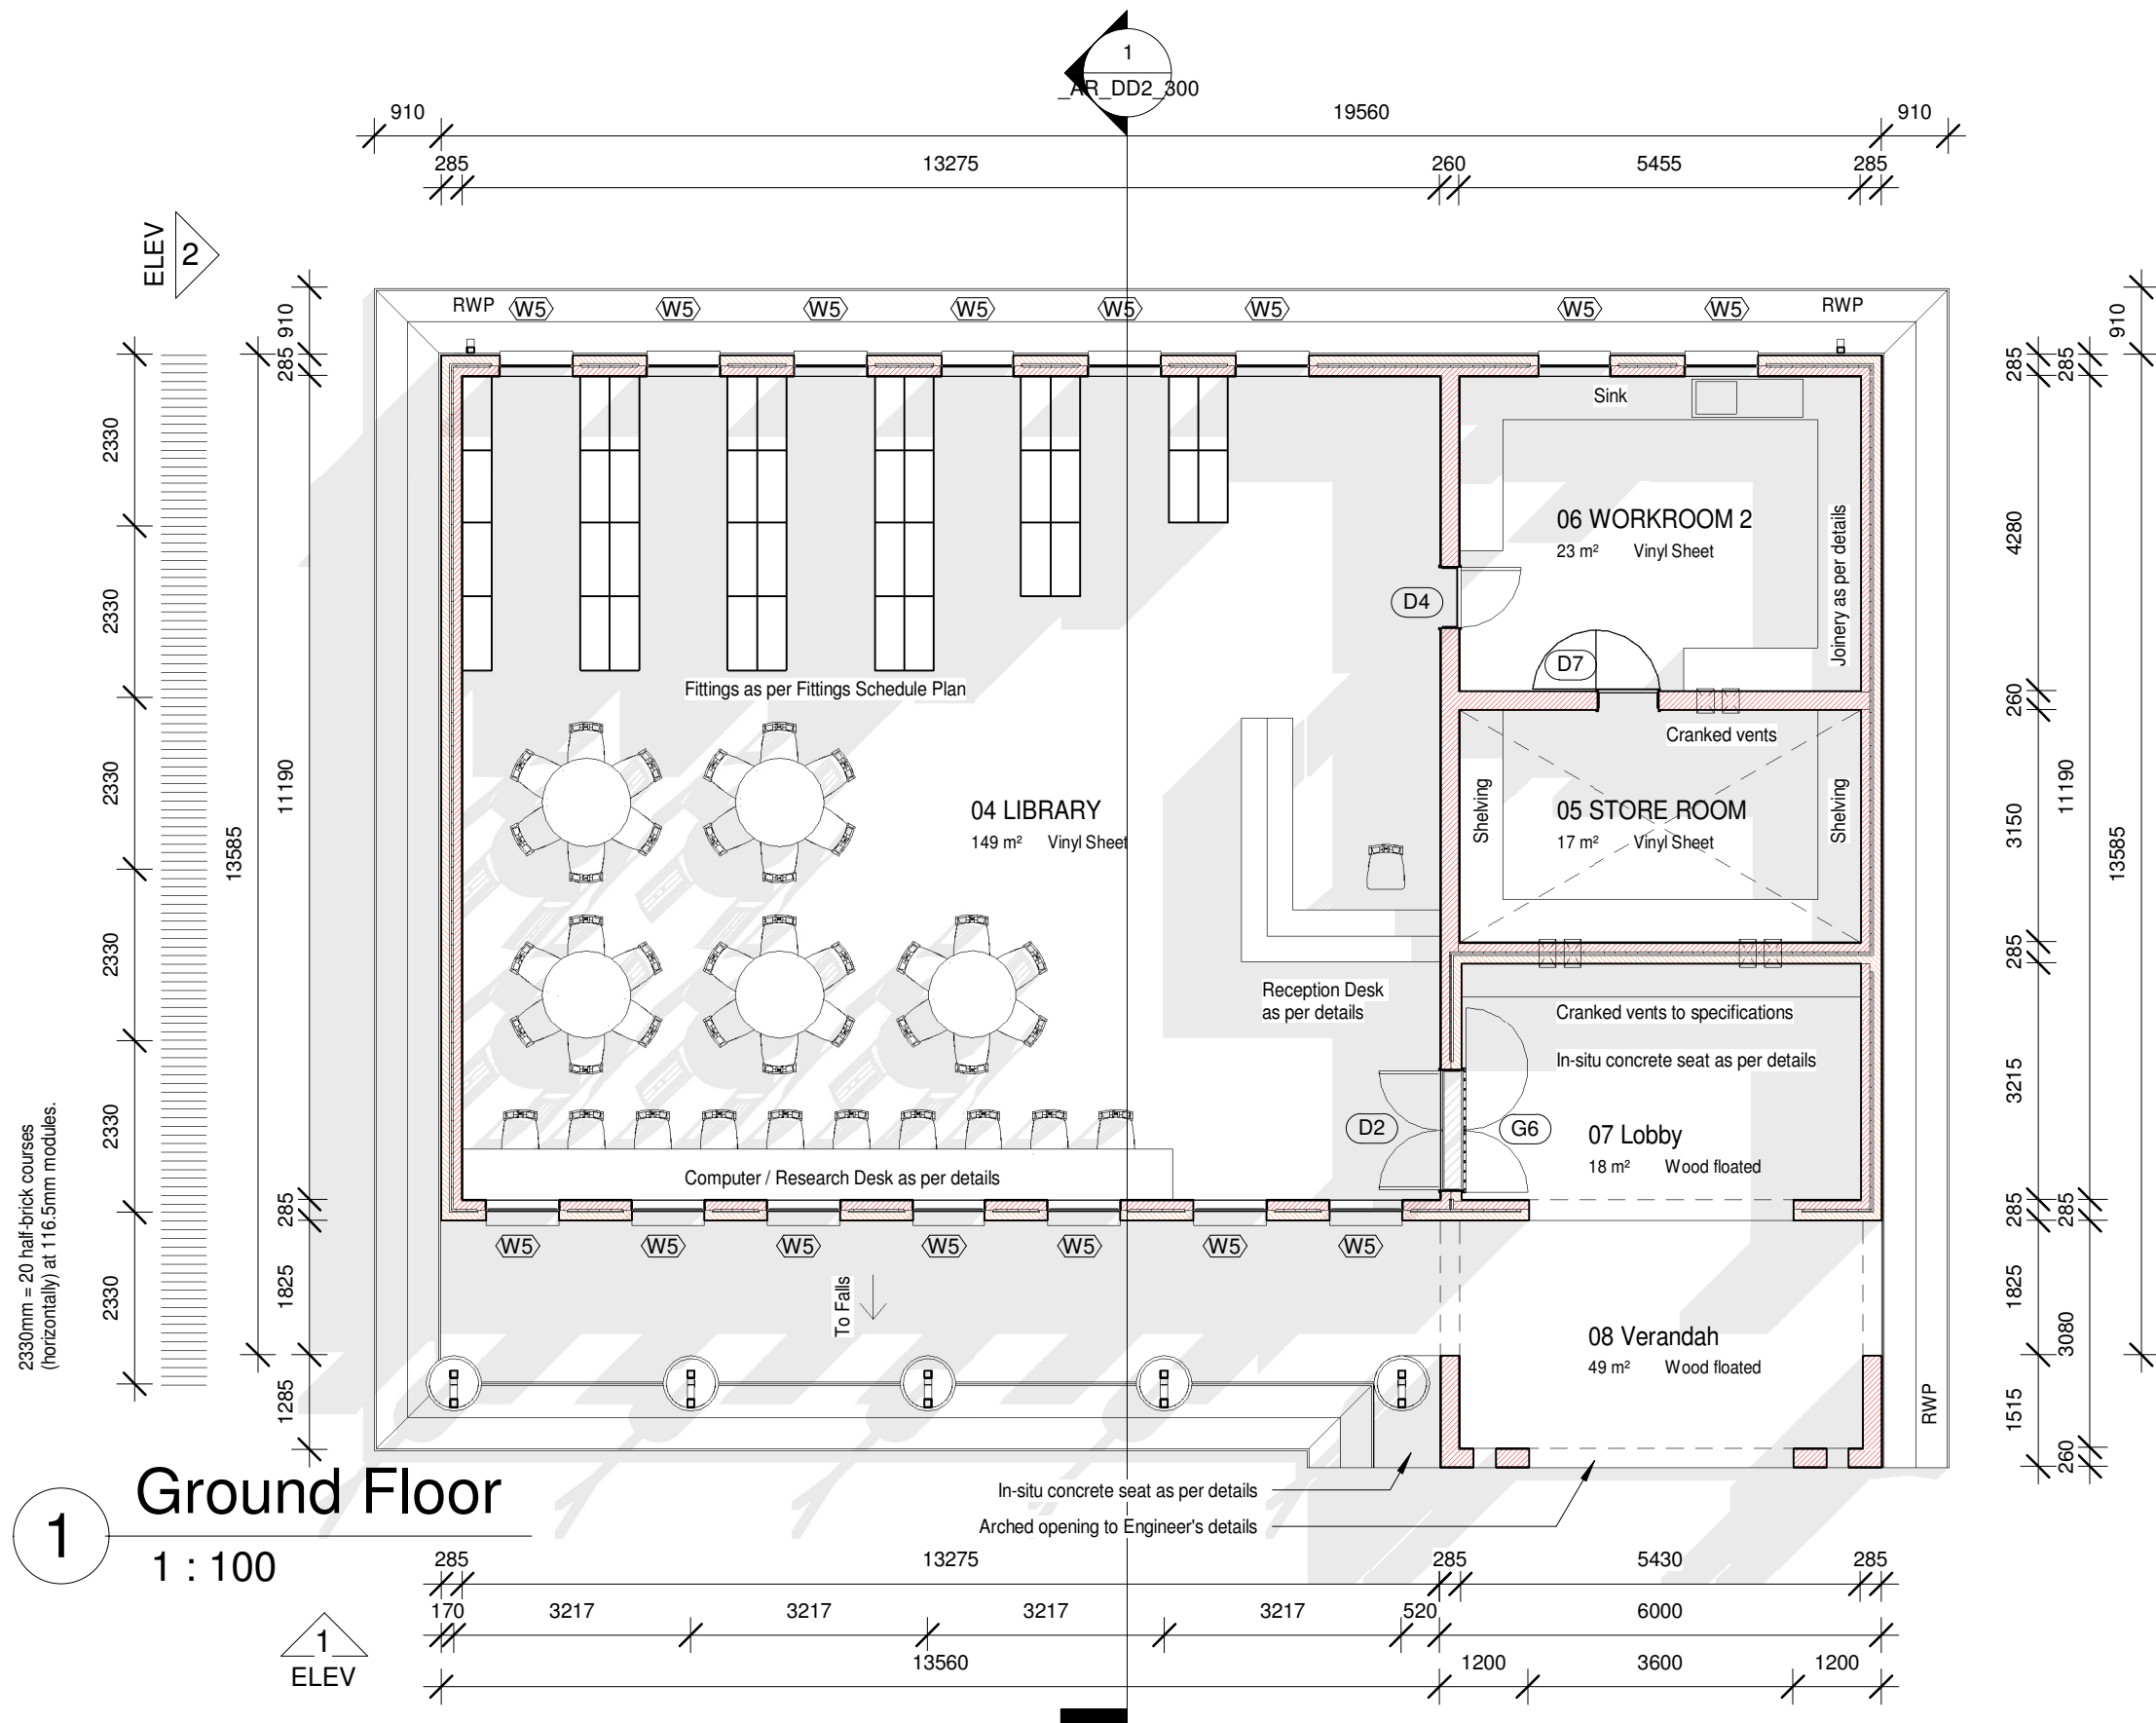 1
_AR_DD2_300
910
19560
910
285
13275
260
5455
285
ELEV
2
RWP
W5
W5
W5
W5
W5
W5
W5
W5
RWP
910
285
11190
285
1825
1285
13585
2330
2330
2330
2330
2330
2330
2330mm = 20 half-brick courses
(horizontally) at 116.5mm modules.
Sink
06 WORKROOM 2
23 m² Vinyl Sheet
Joinery as per details
D4
D7
Fittings as per Fittings Schedule Plan
Cranked vents
04 LIBRARY
149 m² Vinyl Sheet
Shelving
05 STORE ROOM
17 m² Vinyl Sheet
Shelving
Reception Desk
as per details
Cranked vents to specifications
In-situ concrete seat as per details
D2
G6
07 Lobby
18 m² Wood floated
Computer / Research Desk as per details
W5
W5
W5
W5
W5
W5
W5
To Falls
08 Verandah
49 m² Wood floated
RWP
285
4280
260
3150
285
3215
285
1825
1515
285
11190
285
3080
260
910
13585
In-situ concrete seat as per details
Arched opening to Engineer's details
1
Ground Floor
1 : 100
285
13275
285
5430
285
170
3217
3217
3217
3217
520
6000
13560
1200
3600
1200
1
ELEV